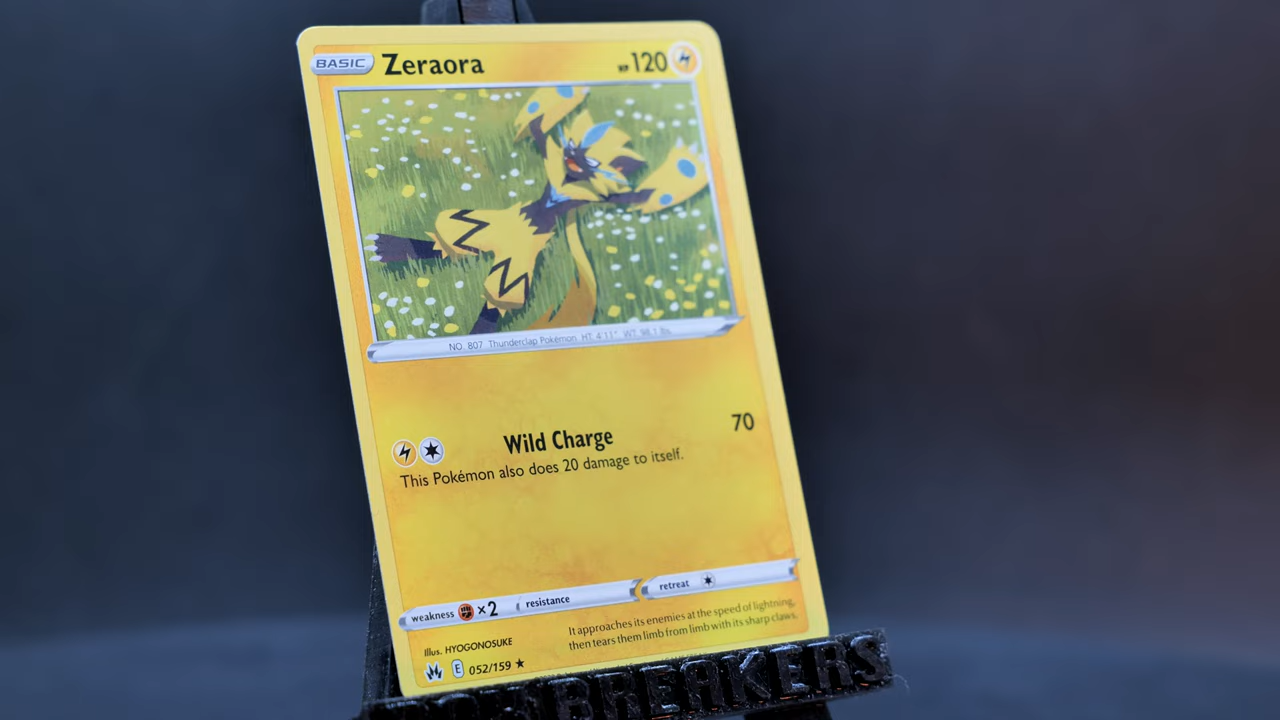 BASIC Zeraora HP 120
NO. 807 Thunderclap Pokémon HT. 4'11" WT. 98.1 lbs.
Wild Charge 70
This Pokémon also does 20 damage to itself.
weakness ×2 resistance retreat
It approaches its enemies at the speed of lightning,
then tears them limb from limb with its sharp claws.
Illus. HYOGONOSUKE
E 052/159 ★
BREAKERS